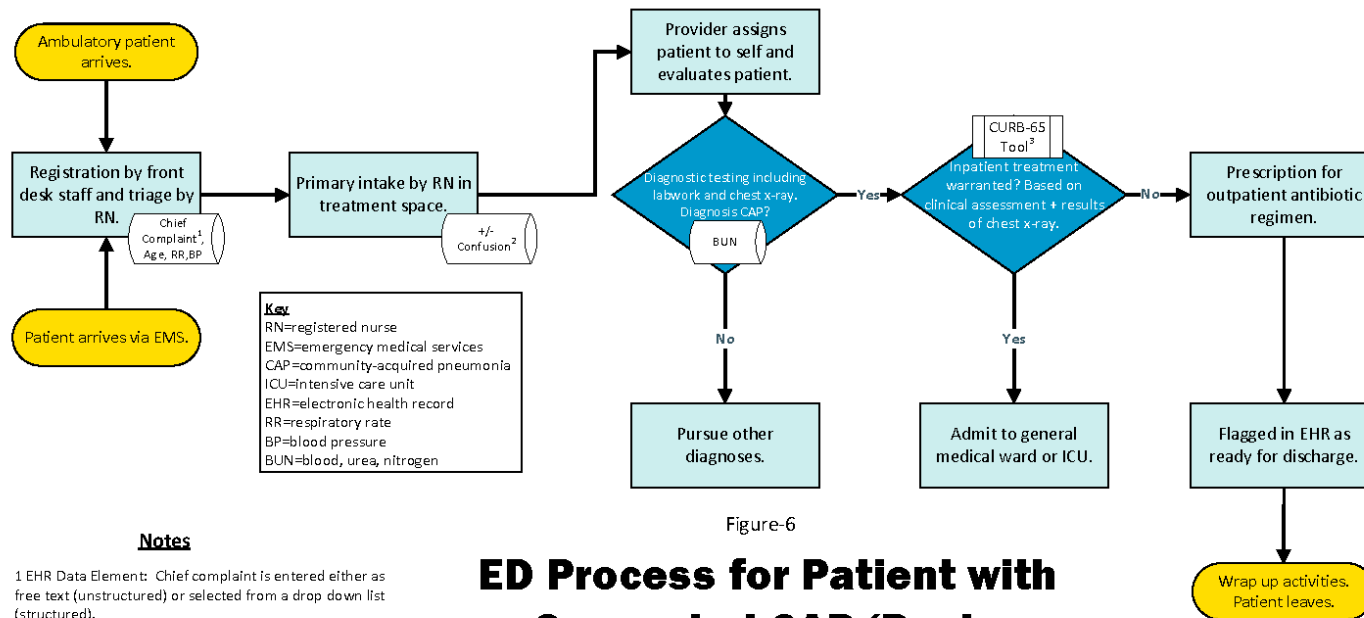 Ambulatory patient
arrives.
Registration by front
desk staff and triage by
RN.
Chief
Complaint¹,
Age, RR,BP
Patient arrives via EMS.
Primary intake by RN in
treatment space.
+/-
Confusion²
Provider assigns
patient to self and
evaluates patient.
Diagnostic testing including
labwork and chest x-ray.
Diagnosis CAP?
BUN
Yes
No
Pursue other
diagnoses.
CURB-65
Tool³
Inpatient treatment
warranted? Based on
clinical assessment + results
of chest x-ray.
No
Yes
Admit to general
medical ward or ICU.
Prescription for
outpatient antibiotic
regimen.
Flagged in EHR as
ready for discharge.
Wrap up activities.
Patient leaves.
Key
RN=registered nurse
EMS=emergency medical services
CAP=community-acquired pneumonia
ICU=intensive care unit
EHR=electronic health record
RR=respiratory rate
BP=blood pressure
BUN=blood, urea, nitrogen
Notes
1 EHR Data Element: Chief complaint is entered either as
free text (unstructured) or selected from a drop down list
(structured).
Figure-6
ED Process for Patient with